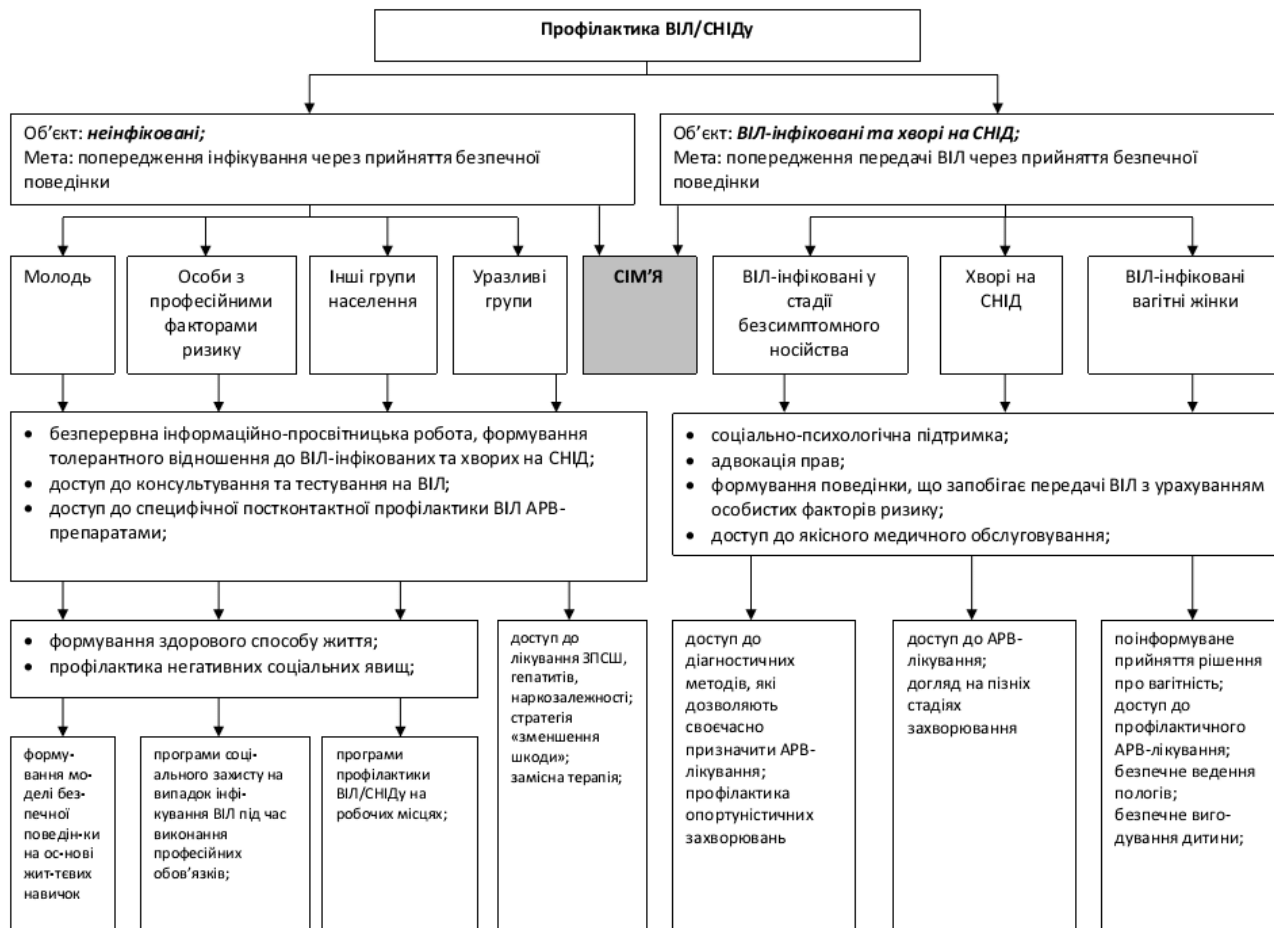 Профілактика ВІЛ/СНІДу
Об’єкт: неінфіковані;
Мета: попередження інфікування через прийняття безпечної
поведінки
Об’єкт: ВІЛ-інфіковані та хворі на СНІД;
Мета: попередження передачі ВІЛ через прийняття безпечної
поведінки
Молодь
Особи з
професійними
факторами
ризику
Інші групи
населення
Уразливі
групи
СІМ’Я
ВІЛ-інфіковані у
стадії
безсимптомного
носійства
Хворі на
СНІД
ВІЛ-інфіковані
вагітні жінки
• безперервна інформаційно-просвітницька робота, формування
толерантного відношення до ВІЛ-інфікованих та хворих на СНІД;
• доступ до консультування та тестування на ВІЛ;
• доступ до специфічної постконтактної профілактики ВІЛ АРВ-
препаратами;
• соціально-психологічна підтримка;
• адвокація прав;
• формування поведінки, що запобігає передачі ВІЛ з урахуванням
особистих факторів ризику;
• доступ до якісного медичного обслуговування;
• формування здорового способу життя;
• профілактика негативних соціальних явищ;
форму-
вання мо-
делі без-
печної
поведін-ки
на ос-нові
жит-тєвих
навичок
програми соці-
ального захисту на
випадок інфі-
кування ВІЛ під час
виконання
професійних
обов’язків;
програми
профілактики
ВІЛ/СНІДу на
робочих місцях;
доступ до
лікування ЗПСШ,
гепатитів,
наркозалежності;
стратегія
«зменшення
шкоди»;
замісна терапія;
доступ до
діагностичних
методів, які
дозволяють
своєчасно
призначити АРВ-
лікування;
профілактика
опортуністичних
захворювань
доступ до АРВ-
лікування;
догляд на пізніх
стадіях
захворювання
поінформуване
прийняття рішення
про вагітність;
доступ до
профілактичного
АРВ-лікування;
безпечне ведення
пологів;
безпечне виго-
дування дитини;